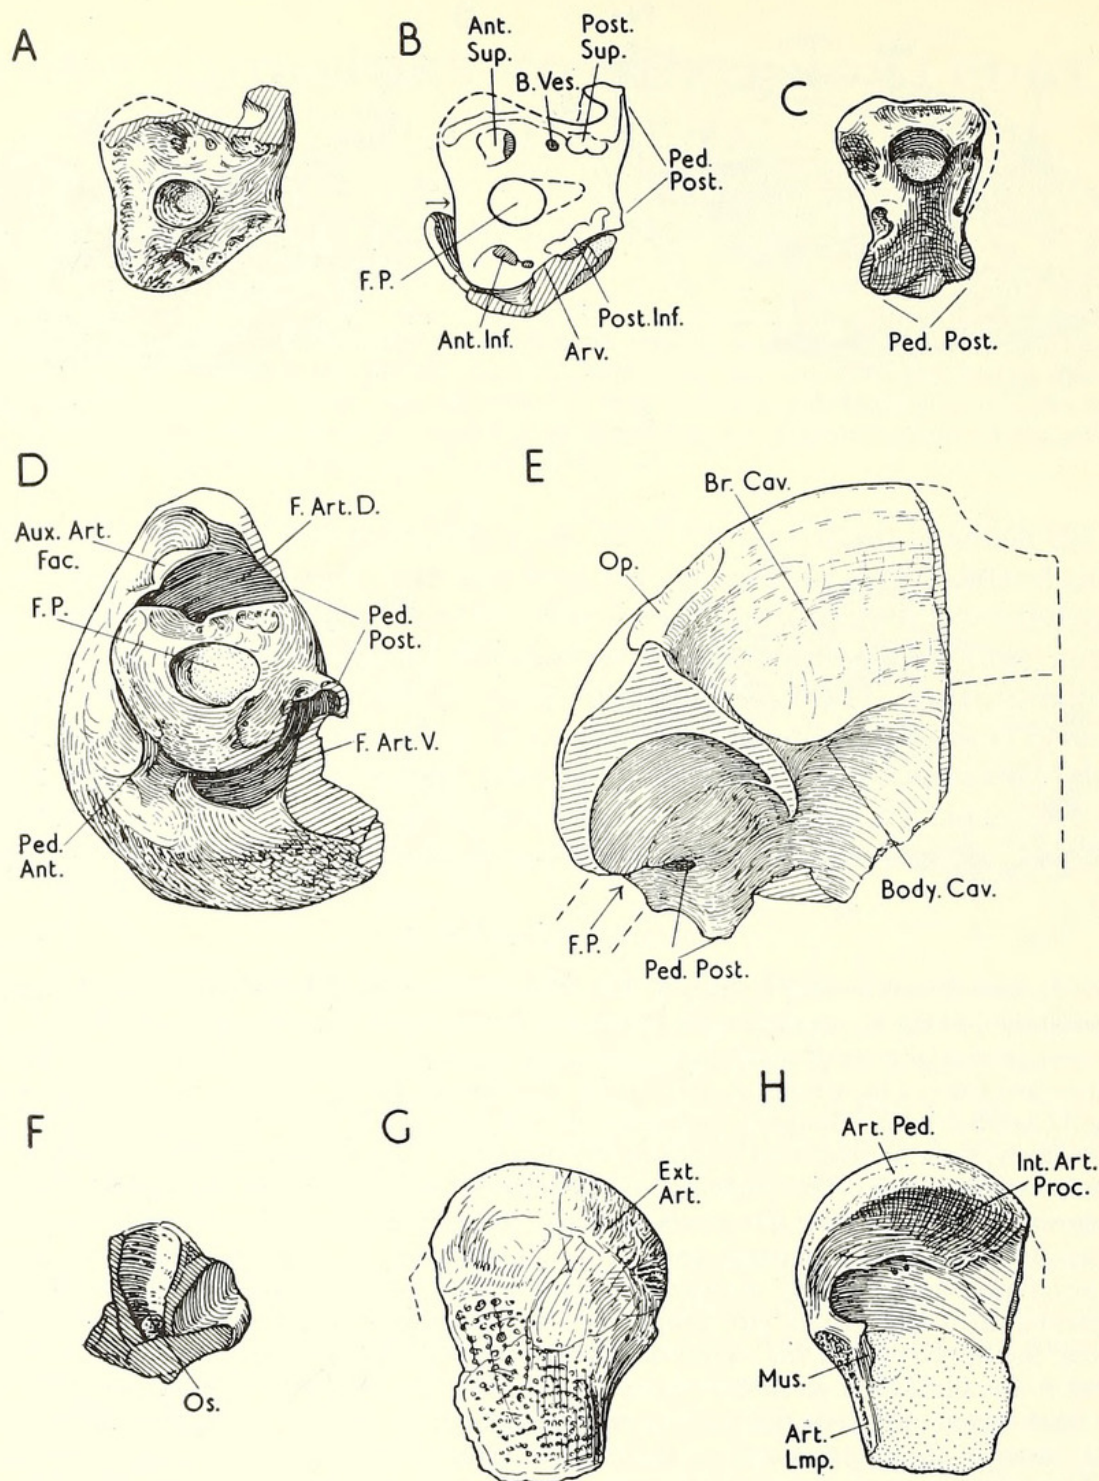 A
B
Ant.
Sup.
Post.
Sup.
B. Ves.
Ped.
Post.
F. P.
Ant. Inf.
Post. Inf.
Arv.
C
Ped. Post.
D
Aux. Art.
Fac.
F. Art. D.
F. P.
Ped.
Post.
F. Art. V.
Ped.
Ant.
E
Br. Cav.
Op.
Body. Cav.
F. P.
Ped. Post.
F
Os.
G
Ext.
Art.
H
Art. Ped.
Int. Art.
Proc.
Mus.
Art.
Lmp.